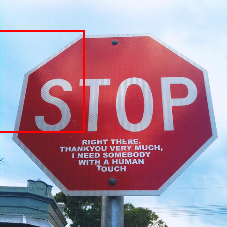 STOP
RIGHT THERE.
THANKYOU VERY MUCH,
I NEED SOMEBODY
WITH A HUMAN
TOUCH